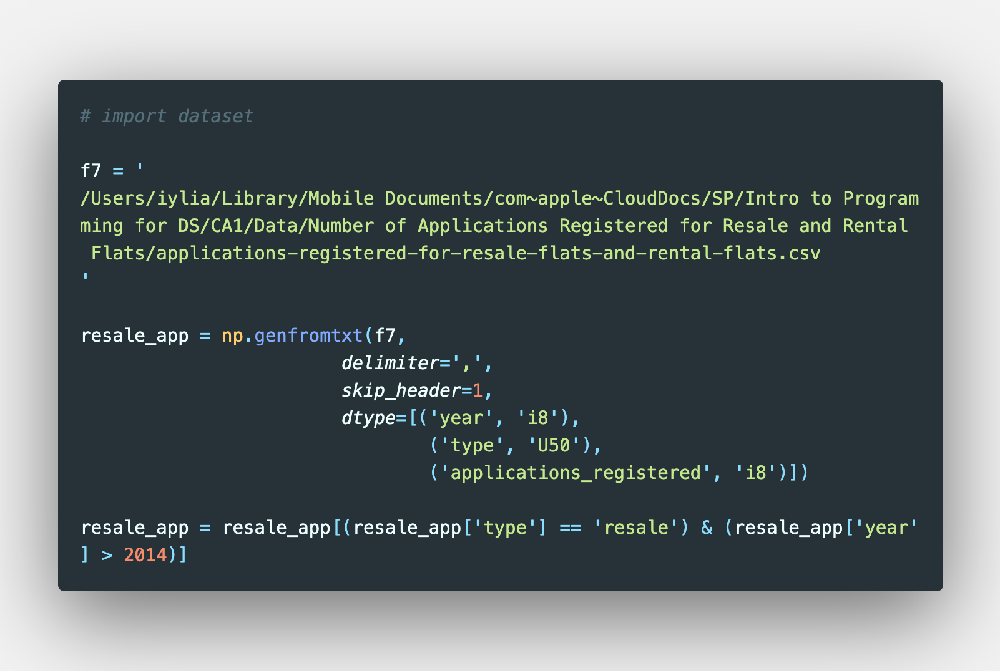 # import dataset
f7 = '
/Users/iylia/Library/Mobile Documents/com~apple~CloudDocs/SP/Intro to Program
ming for DS/CA1/Data/Number of Applications Registered for Resale and Rental
 Flats/applications-registered-for-resale-flats-and-rental-flats.csv
'
resale_app = np.genfromtxt(f7,
                        delimiter=',',
                        skip_header=1,
                        dtype=[('year', 'i8'),
                                ('type', 'U50'),
                                ('applications_registered', 'i8')])
resale_app = resale_app[(resale_app['type'] == 'resale') & (resale_app['year'
] > 2014)]